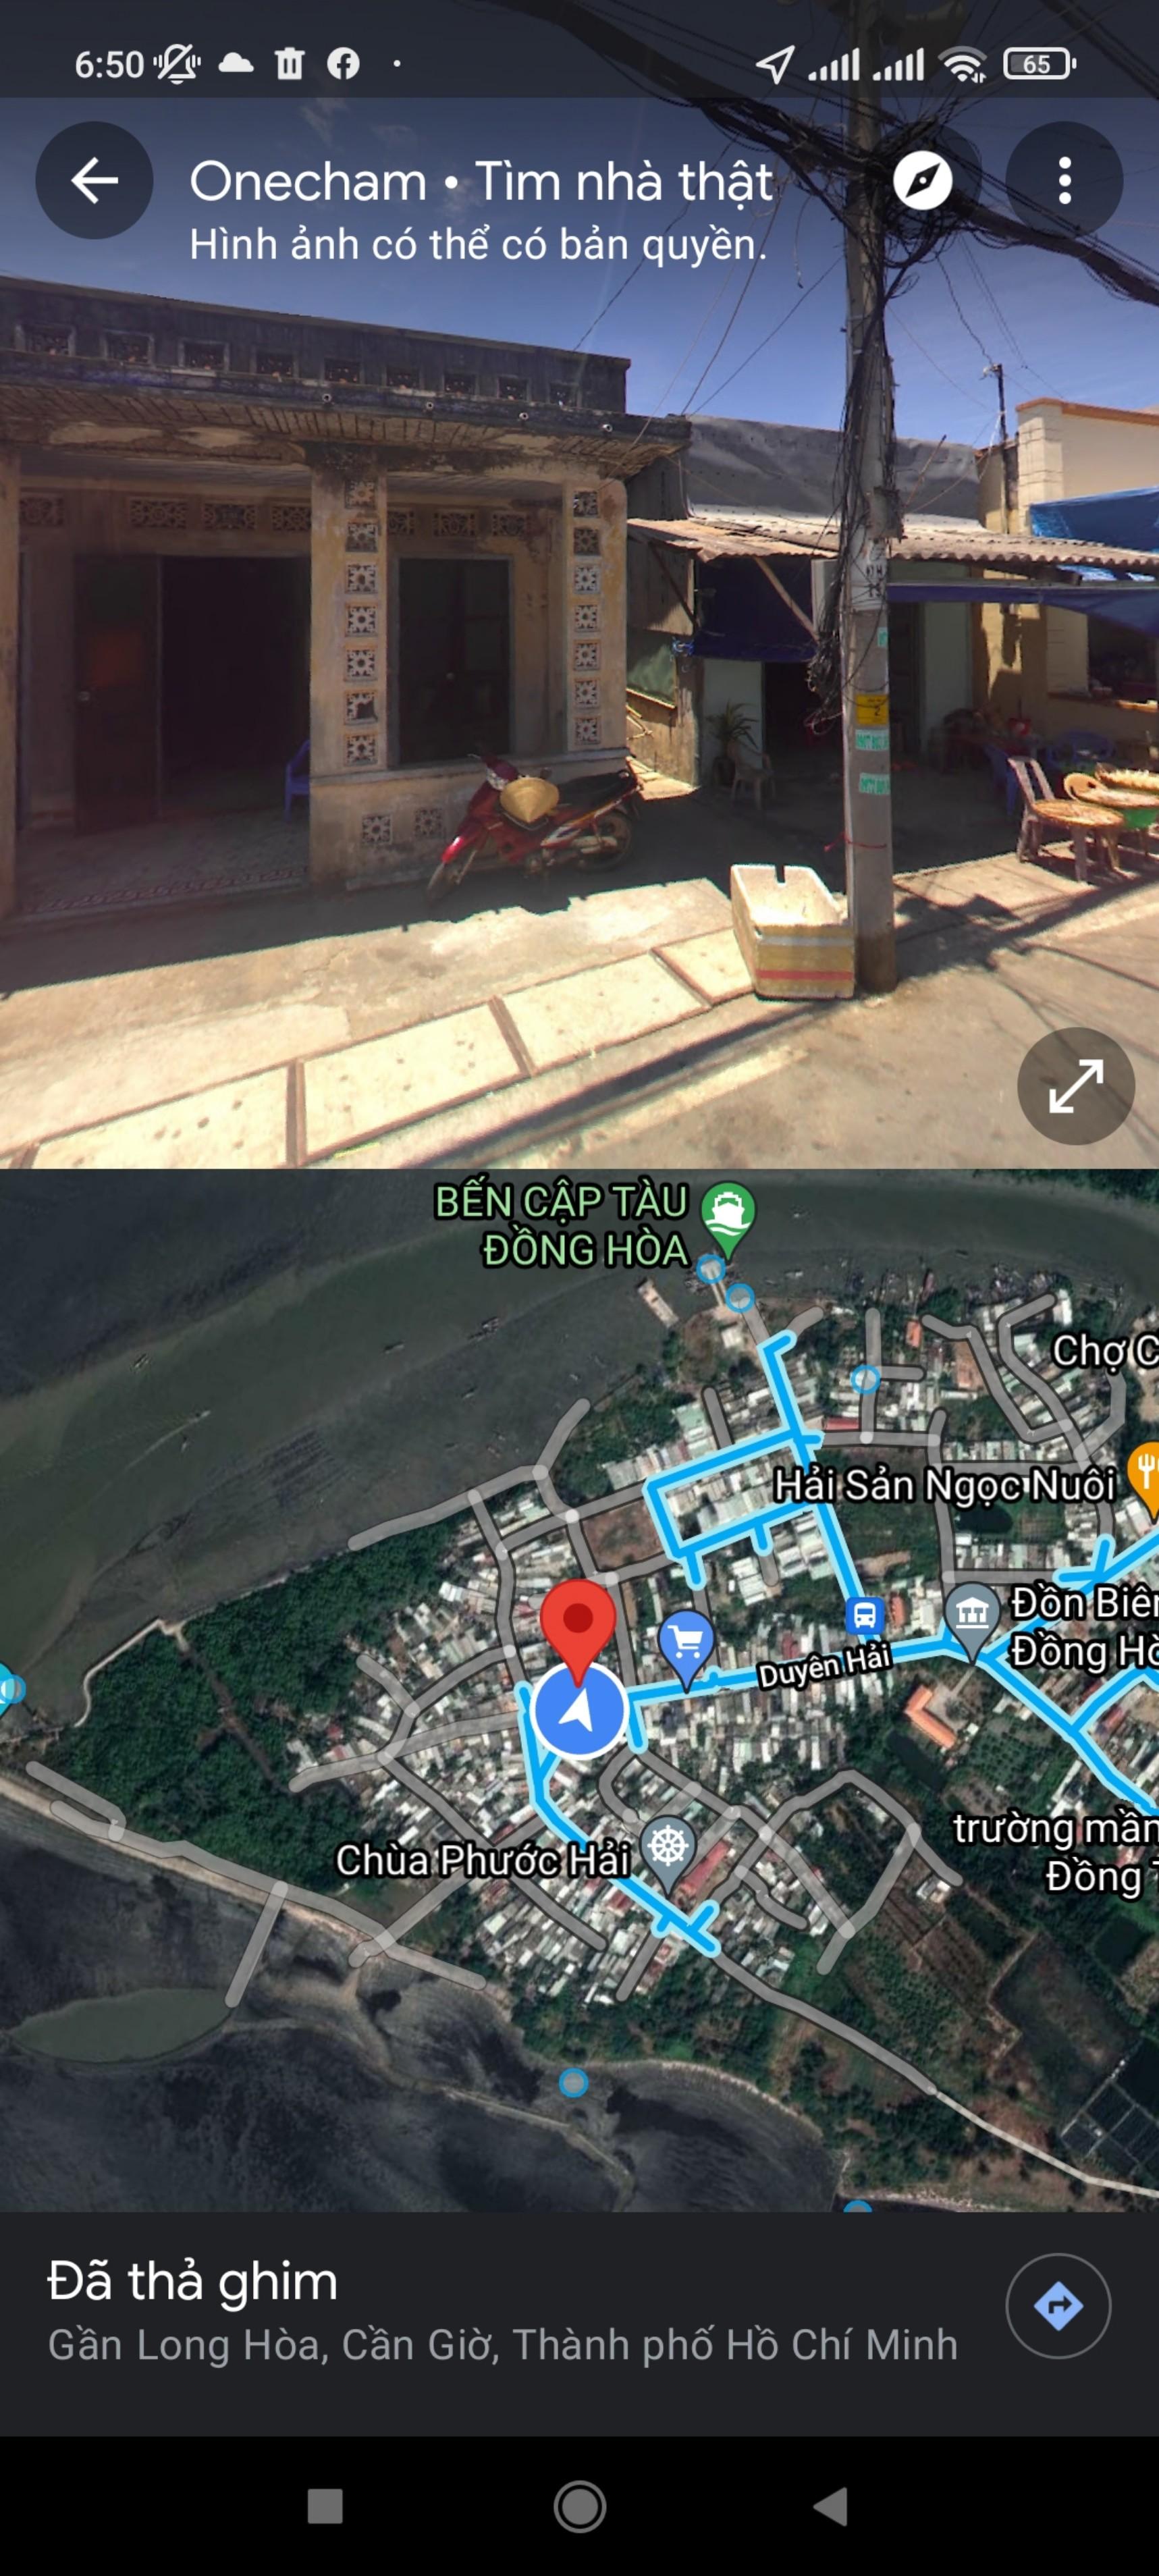 6:50
65
Onecham • Tìm nhà thật
Hình ảnh có thể có bản quyền.
BẾN CẬP TÀU
ĐỒNG HÒA
Chợ C
Hải Sản Ngọc Nuôi
Đồn Biên
Đồng Hò
Duyên Hải
trường mần
Đồng T
Chùa Phước Hải
Đã thả ghim
Gần Long Hòa, Cần Giờ, Thành phố Hồ Chí Minh